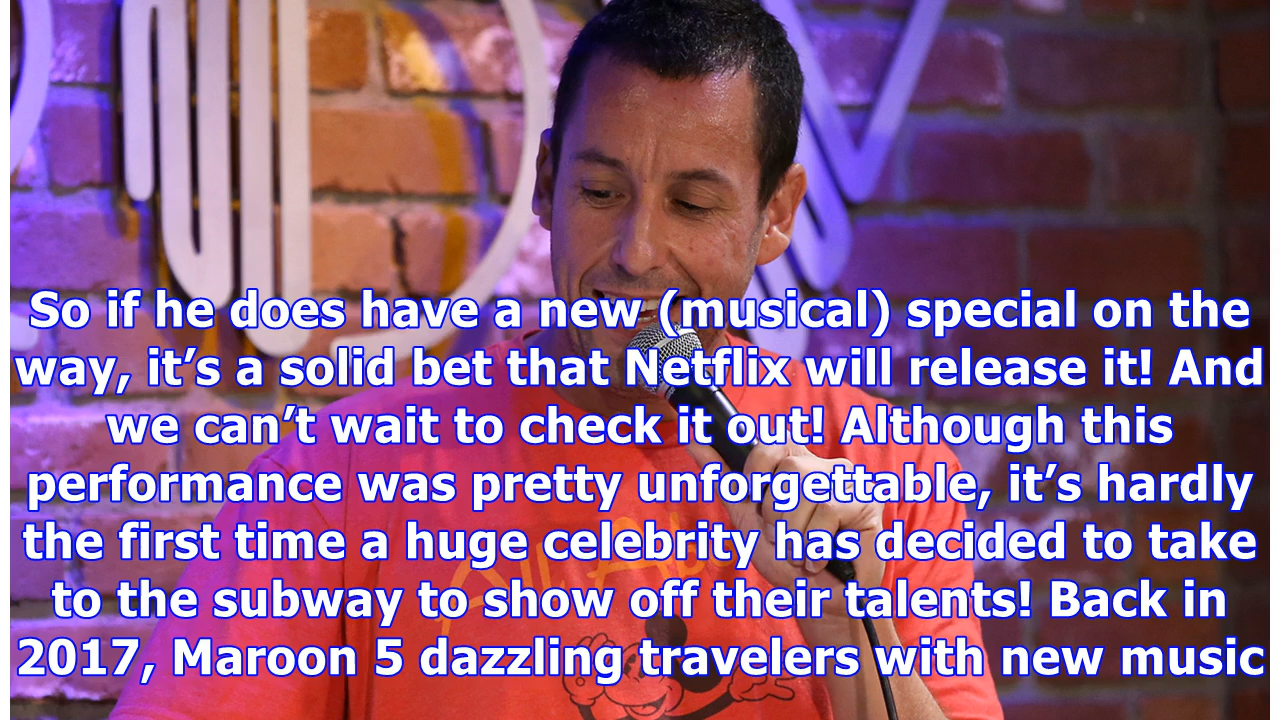 So if he does have a new (musical) special on the
way, it’s a solid bet that Netflix will release it! And
we can’t wait to check it out! Although this
performance was pretty unforgettable, it’s hardly
the first time a huge celebrity has decided to take
to the subway to show off their talents! Back in
2017, Maroon 5 dazzling travelers with new music